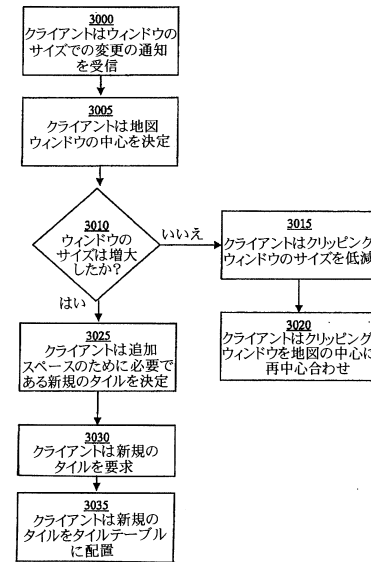 3000
クライアントはウィンドウの
サイズでの変更の通知
を受信
3005
クライアントは地図
ウィンドウの中心を決定
3010
ウィンドウの
サイズは増大
したか?
いいえ
はい
3015
クライアントはクリッピング
ウィンドウのサイズを低減
3020
クライアントはクリッピング
ウィンドウを地図の中心に
再中心合わせ
3025
クライアントは追加
スペースのために必要で
ある新規のタイルを決定
3030
クライアントは新規の
タイルを要求
3035
クライアントは新規の
タイルをタイルテーブル
に配置